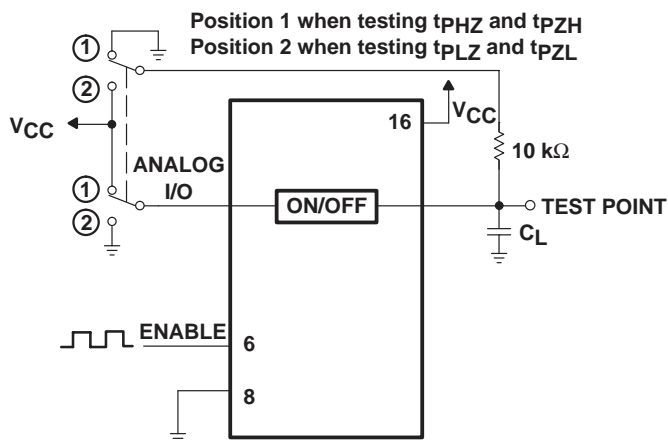 Position 1 when testing tPHZ and tPZH
Position 2 when testing tPLZ and tPZL
①
②
VCC
①
②
ANALOG
I/O
16
VCC
10 kΩ
ON/OFF
TEST POINT
CL
ENABLE
6
8